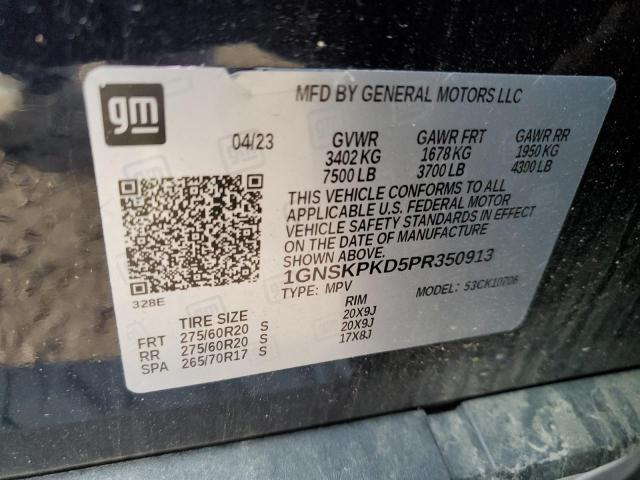 gm
MFD BY GENERAL MOTORS LLC
04/23 GVWR GAWR FRT GAWR RR
3402 KG 1678 KG 1950 KG
7500 LB 3700 LB 4300 LB
THIS VEHICLE CONFORMS TO ALL
APPLICABLE U.S. FEDERAL MOTOR
VEHICLE SAFETY STANDARDS IN EFFECT
ON THE DATE OF MANUFACTURE
SHOWN ABOVE.
1GNSKPKD5PR350913
TYPE: MPV MODEL: 53CK10706
328E
TIRE SIZE RIM
FRT 275/60R20 S 20X9J
RR 275/60R20 S 20X9J
SPA 265/70R17 S 17X8J